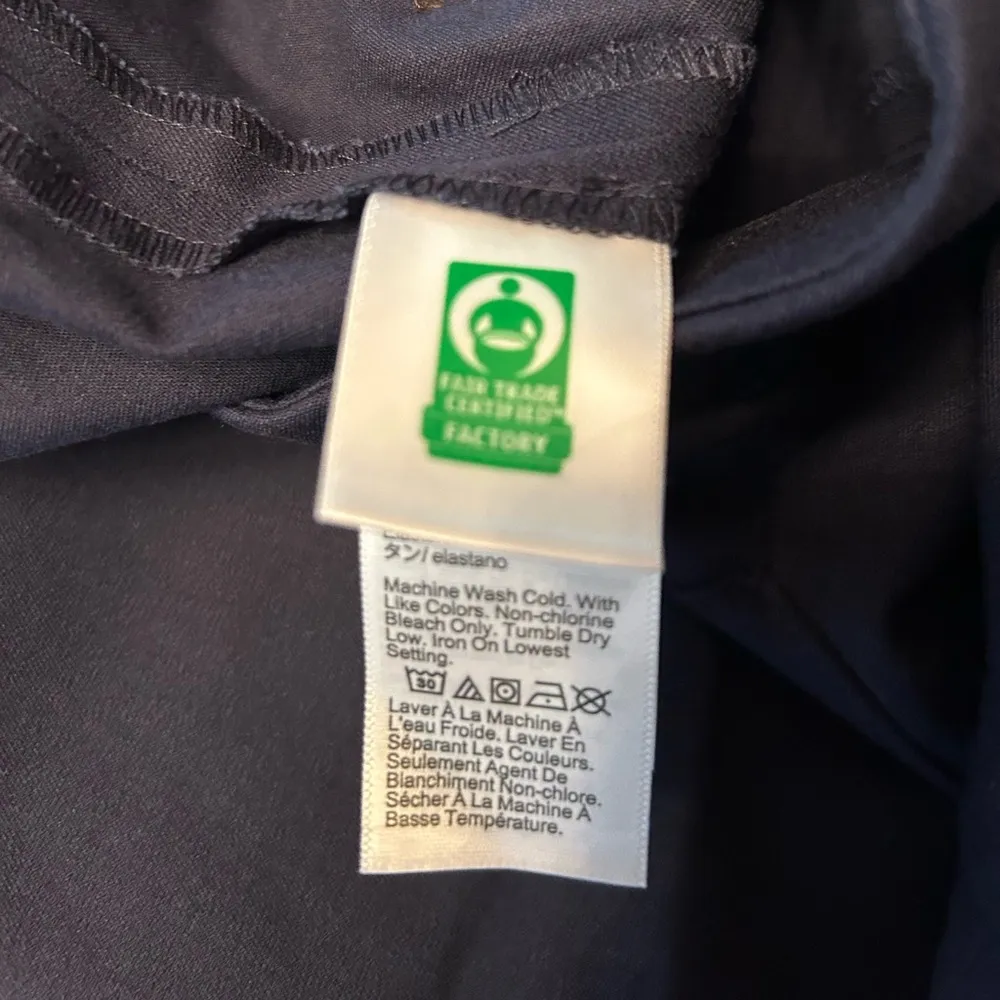 FAIR TRADE
CERTIFIED™
FACTORY
タン/ elastano
Machine Wash Cold. With
Like Colors. Non-chlorine
Bleach Only. Tumble Dry
Low. Iron On Lowest
Setting.
30
Laver À La Machine À
L'eau Froide. Laver En
Séparant Les Couleurs.
Seulement Agent De
Blanchiment Non-chlore.
Sécher À La Machine À
Basse Température.